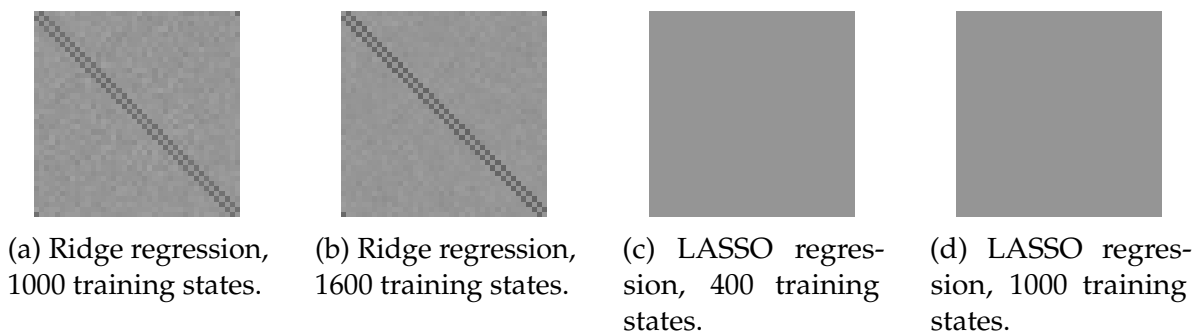 (a) Ridge regression,
1000 training states.
(b) Ridge regression,
1600 training states.
(c) LASSO regres-
sion, 400 training
states.
(d) LASSO regres-
sion, 1000 training
states.